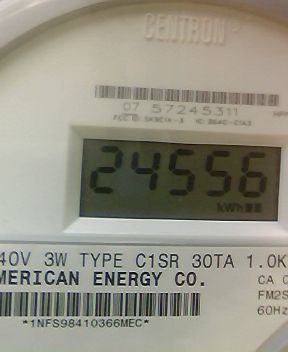 CENTRON
07 57245311
24556
kWh
40V 3W TYPE C1SR 30TA 1.0K
MERICAN ENERGY CO.
CA 0
FM2S
60Hz
*1NFS98410366MEC*